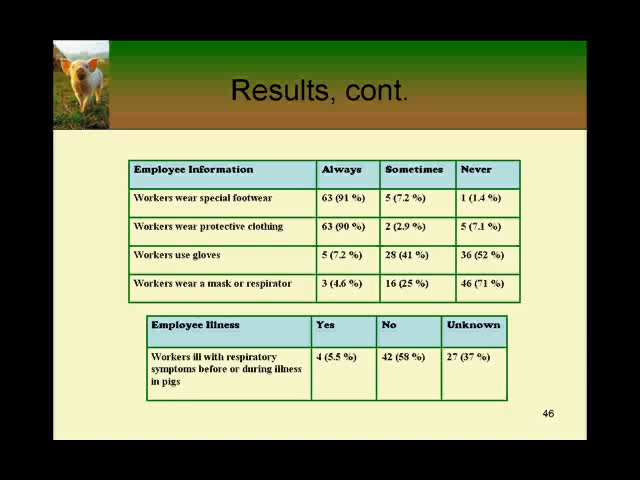 Results, cont.
Employee Information Always Sometimes Never
Workers wear special footwear 63 (91 %) 5 (7.2 %) 1 (1.4 %)
Workers wear protective clothing 63 (90 %) 2 (2.9 %) 5 (7.1 %)
Workers use gloves 5 (7.2 %) 28 (41 %) 36 (52 %)
Workers wear a mask or respirator 3 (4.6 %) 16 (25 %) 46 (71 %)
Employee Illness Yes No Unknown
Workers ill with respiratory 4 (5.5 %) 42 (58 %) 27 (37 %)
symptoms before or during illness
in pigs
46